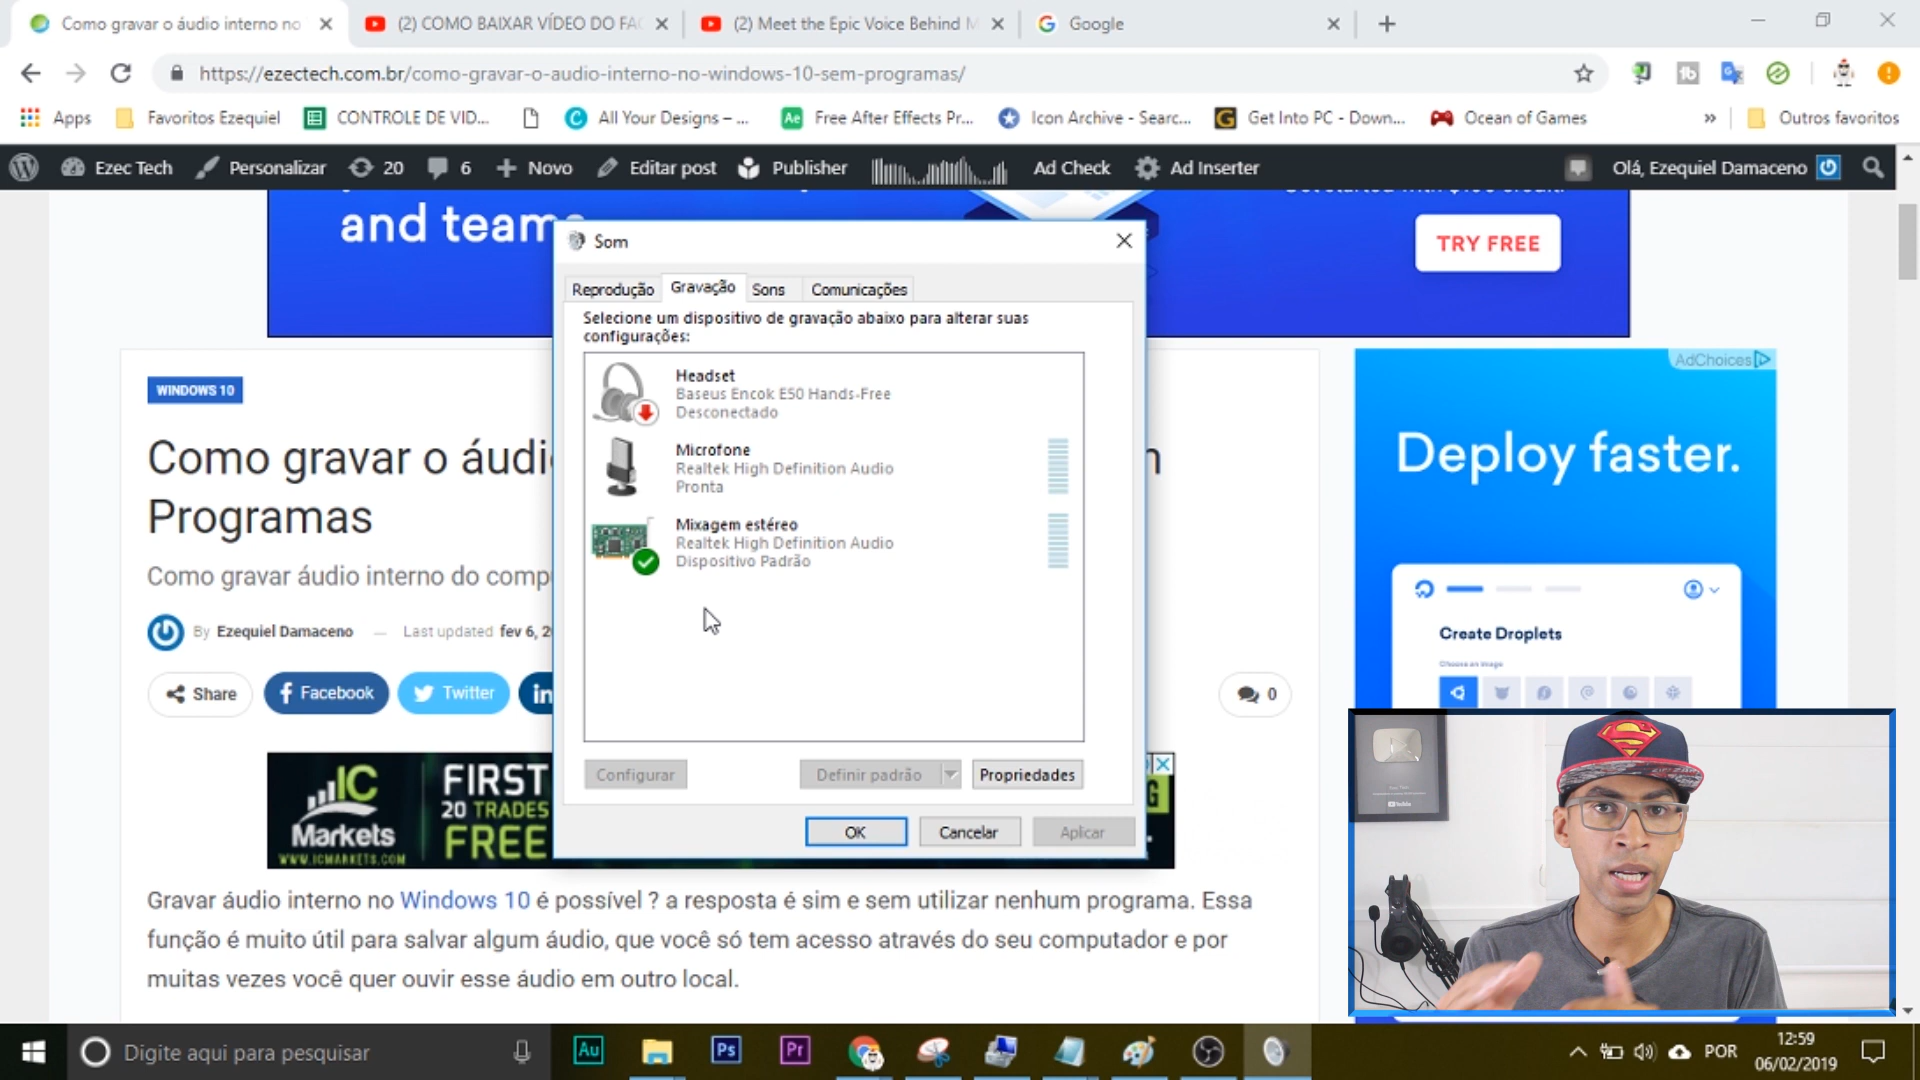 Como gravar o áudio interno no
(2) COMO BAIXAR VÍDEO DO FAC
(2) Meet the Epic Voice Behind M
Google
https://ezectech.com.br/como-gravar-o-audio-interno-no-windows-10-sem-programas/
Apps
Favoritos Ezequiel
CONTROLE DE VID...
All Your Designs – ...
Free After Effects Pr...
Icon Archive - Searc...
Get Into PC - Down...
Ocean of Games
»
Outros favoritos
Ezec Tech
Personalizar
20
6
Novo
Editar post
Publisher
Ad Check
Ad Inserter
Olá, Ezequiel Damaceno
and teams
TRY FREE
Som
Reprodução
Gravação
Sons
Comunicações
Selecione um dispositivo de gravação abaixo para alterar suas
configurações:
Headset
Baseus Encok E50 Hands-Free
Desconectado
Microfone
Realtek High Definition Audio
Pronta
Mixagem estéreo
Realtek High Definition Audio
Dispositivo Padrão
Configurar
Definir padrão
Propriedades
OK
Cancelar
Aplicar
WINDOWS 10
Como gravar o áudi
Programas
Como gravar áudio interno do comp
By Ezequiel Damaceno — Last updated fev 6, 2
Share
Facebook
Twitter
in
0
AdChoices
Deploy faster.
Create Droplets
Choose an image
IC
Markets
WWW.ICMARKETS.COM
FIRST
20 TRADES
FREE
Gravar áudio interno no Windows 10 é possível ? a resposta é sim e sem utilizar nenhum programa. Essa
função é muito útil para salvar algum áudio, que você só tem acesso através do seu computador e por
muitas vezes você quer ouvir esse áudio em outro local.
Digite aqui para pesquisar
Au
Ps
Pr
POR
12:59
06/02/2019